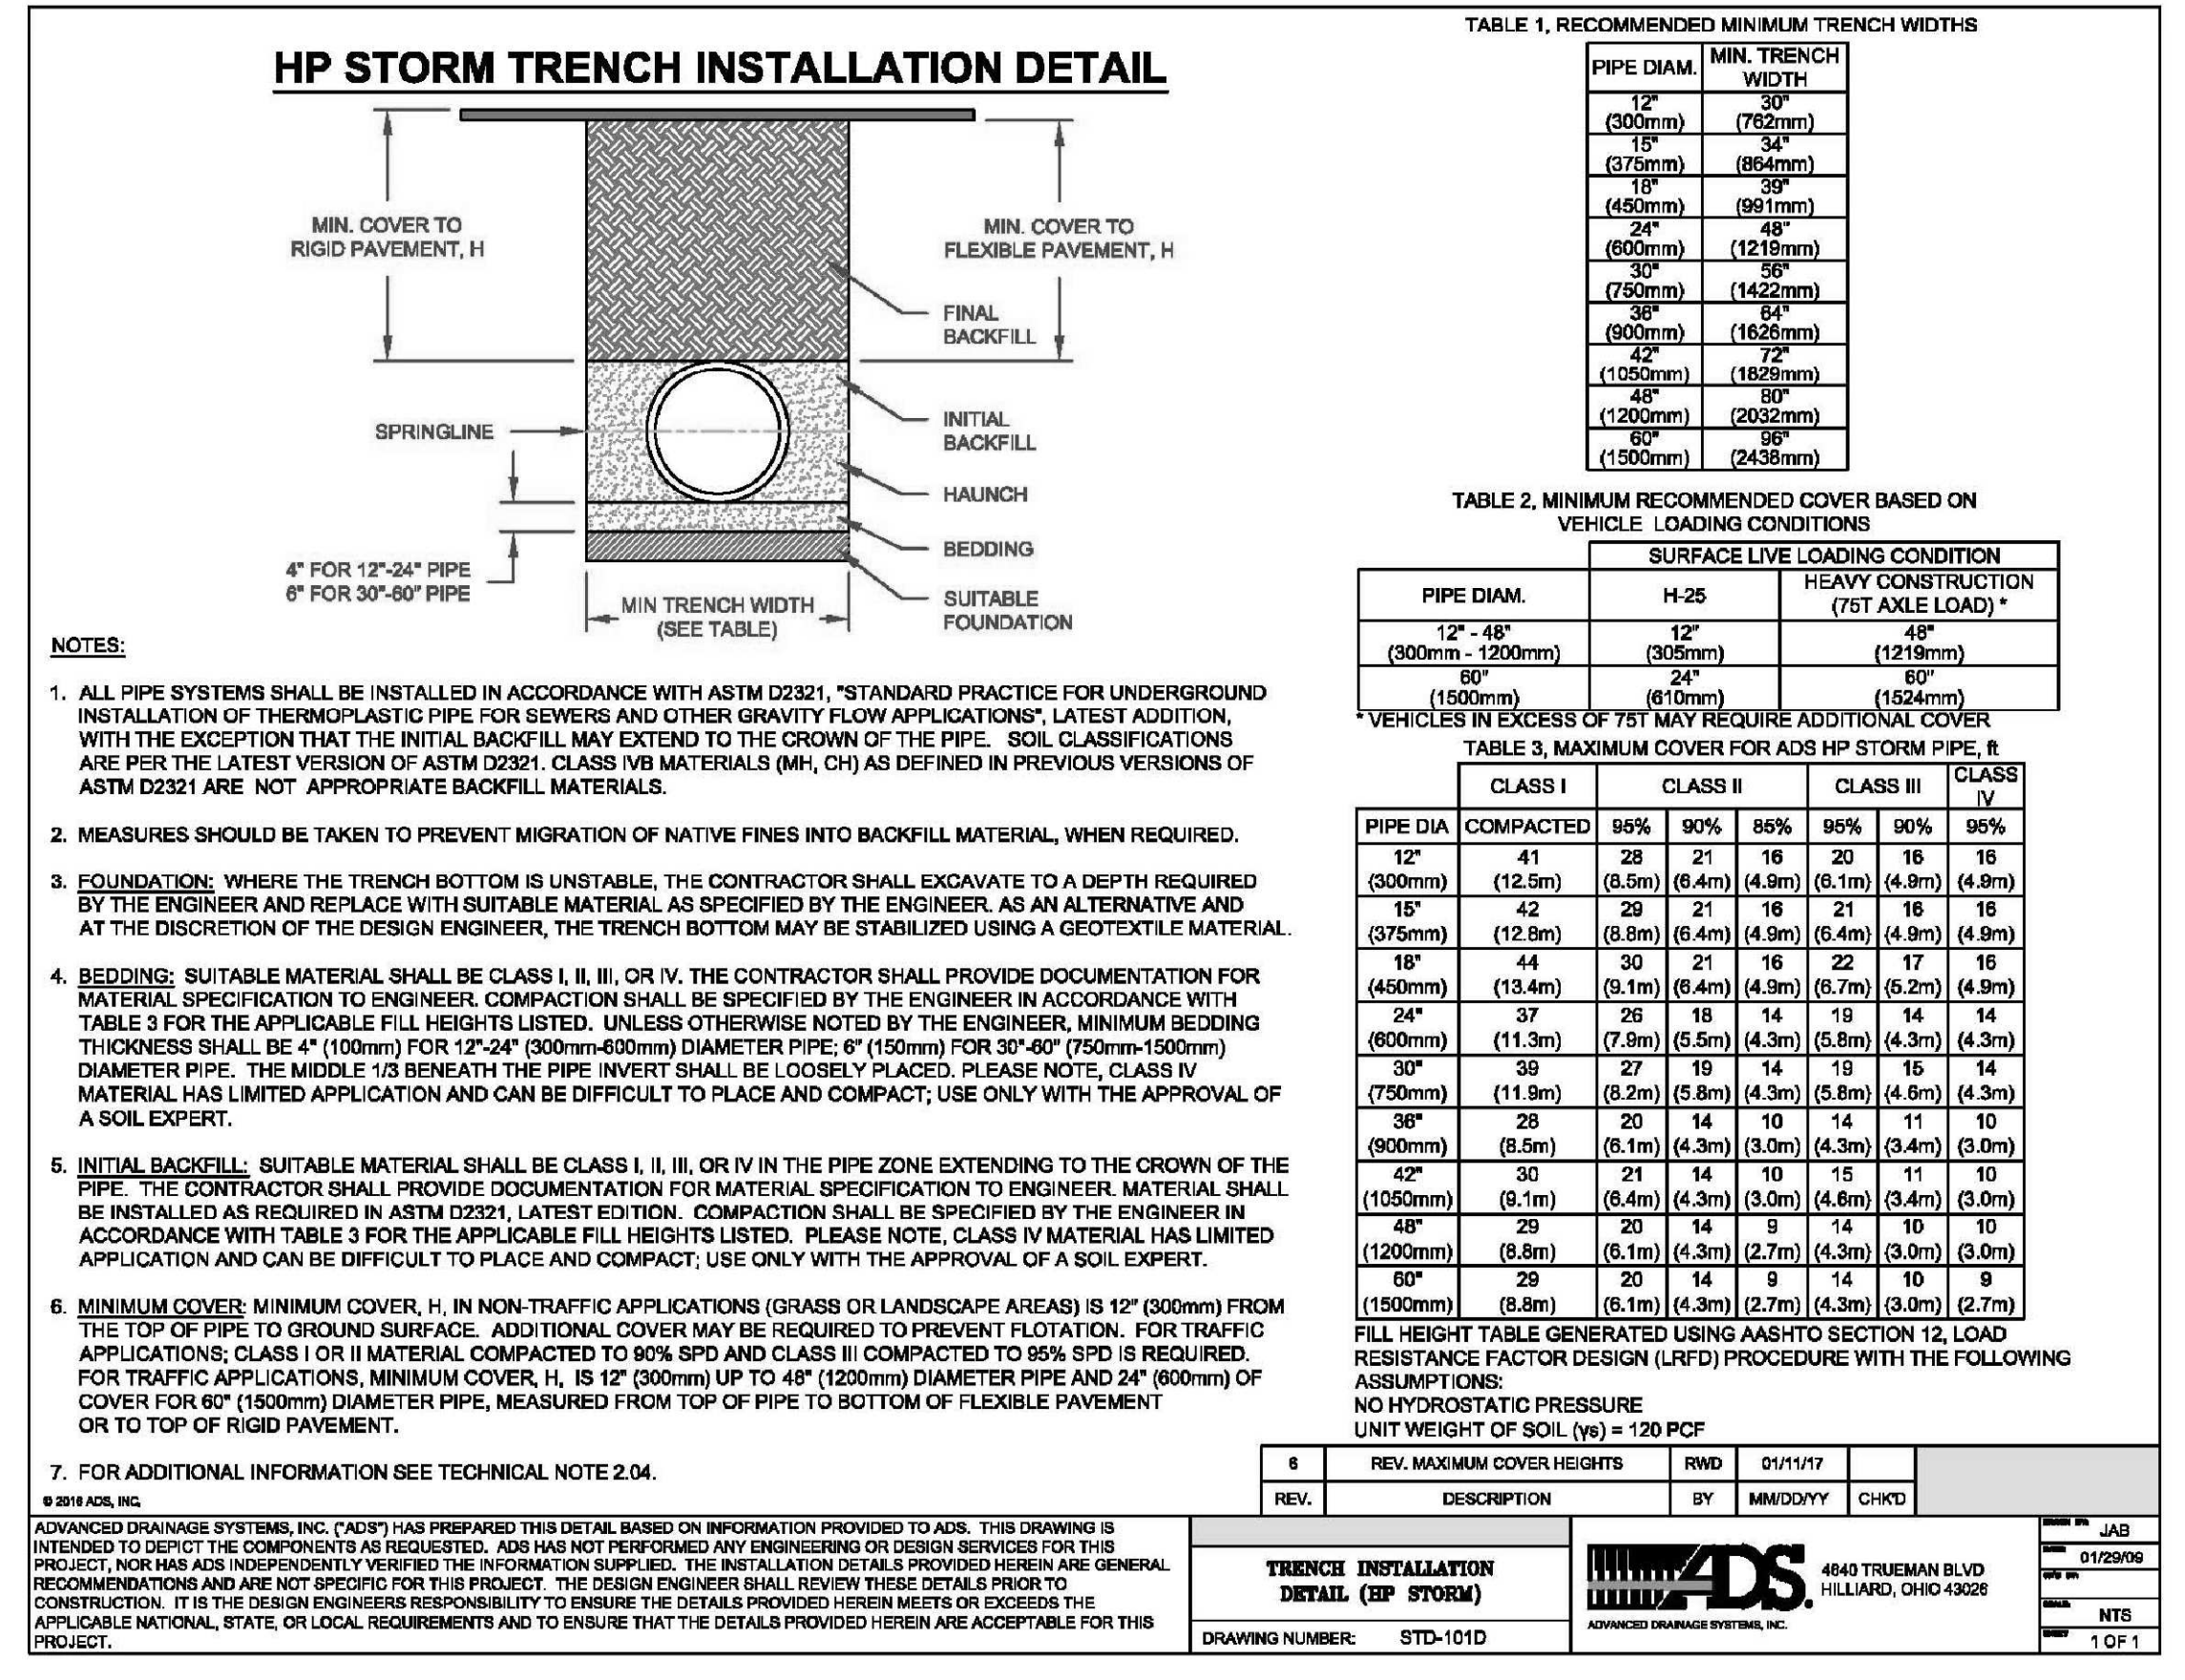 HP STORM TRENCH INSTALLATION DETAIL
MIN. COVER TO
RIGID PAVEMENT, H
MIN. COVER TO
FLEXIBLE PAVEMENT, H
FINAL
BACKFILL
INITIAL
BACKFILL
SPRINGLINE
HAUNCH
BEDDING
4" FOR 12"-24" PIPE
6" FOR 30"-60" PIPE
MIN TRENCH WIDTH
(SEE TABLE)
SUITABLE
FOUNDATION
NOTES:
1. ALL PIPE SYSTEMS SHALL BE INSTALLED IN ACCORDANCE WITH ASTM D2321, "STANDARD PRACTICE FOR UNDERGROUND
INSTALLATION OF THERMOPLASTIC PIPE FOR SEWERS AND OTHER GRAVITY FLOW APPLICATIONS", LATEST ADDITION,
WITH THE EXCEPTION THAT THE INITIAL BACKFILL MAY EXTEND TO THE CROWN OF THE PIPE. SOIL CLASSIFICATIONS
ARE PER THE LATEST VERSION OF ASTM D2321. CLASS IVB MATERIALS (MH, CH) AS DEFINED IN PREVIOUS VERSIONS OF
ASTM D2321 ARE NOT APPROPRIATE BACKFILL MATERIALS.
2. MEASURES SHOULD BE TAKEN TO PREVENT MIGRATION OF NATIVE FINES INTO BACKFILL MATERIAL, WHEN REQUIRED.
3. FOUNDATION: WHERE THE TRENCH BOTTOM IS UNSTABLE, THE CONTRACTOR SHALL EXCAVATE TO A DEPTH REQUIRED
BY THE ENGINEER AND REPLACE WITH SUITABLE MATERIAL AS SPECIFIED BY THE ENGINEER. AS AN ALTERNATIVE AND
AT THE DISCRETION OF THE DESIGN ENGINEER, THE TRENCH BOTTOM MAY BE STABILIZED USING A GEOTEXTILE MATERIAL.
4. BEDDING: SUITABLE MATERIAL SHALL BE CLASS I, II, III, OR IV. THE CONTRACTOR SHALL PROVIDE DOCUMENTATION FOR
MATERIAL SPECIFICATION TO ENGINEER. COMPACTION SHALL BE SPECIFIED BY THE ENGINEER IN ACCORDANCE WITH
TABLE 3 FOR THE APPLICABLE FILL HEIGHTS LISTED. UNLESS OTHERWISE NOTED BY THE ENGINEER, MINIMUM BEDDING
THICKNESS SHALL BE 4" (100mm) FOR 12"-24" (300mm-600mm) DIAMETER PIPE; 6" (150mm) FOR 30"-60" (750mm-1500mm)
DIAMETER PIPE. THE MIDDLE 1/3 BENEATH THE PIPE INVERT SHALL BE LOOSELY PLACED. PLEASE NOTE, CLASS IV
MATERIAL HAS LIMITED APPLICATION AND CAN BE DIFFICULT TO PLACE AND COMPACT; USE ONLY WITH THE APPROVAL OF
A SOIL EXPERT.
5. INITIAL BACKFILL: SUITABLE MATERIAL SHALL BE CLASS I, II, III, OR IV IN THE PIPE ZONE EXTENDING TO THE CROWN OF THE
PIPE. THE CONTRACTOR SHALL PROVIDE DOCUMENTATION FOR MATERIAL SPECIFICATION TO ENGINEER. MATERIAL SHALL
BE INSTALLED AS REQUIRED IN ASTM D2321, LATEST EDITION. COMPACTION SHALL BE SPECIFIED BY THE ENGINEER IN
ACCORDANCE WITH TABLE 3 FOR THE APPLICABLE FILL HEIGHTS LISTED. PLEASE NOTE, CLASS IV MATERIAL HAS LIMITED
APPLICATION AND CAN BE DIFFICULT TO PLACE AND COMPACT; USE ONLY WITH THE APPROVAL OF A SOIL EXPERT.
6. MINIMUM COVER: MINIMUM COVER, H, IN NON-TRAFFIC APPLICATIONS (GRASS OR LANDSCAPE AREAS) IS 12" (300mm) FROM
THE TOP OF PIPE TO GROUND SURFACE. ADDITIONAL COVER MAY BE REQUIRED TO PREVENT FLOTATION. FOR TRAFFIC
APPLICATIONS; CLASS I OR II MATERIAL COMPACTED TO 90% SPD AND CLASS III COMPACTED TO 95% SPD IS REQUIRED.
FOR TRAFFIC APPLICATIONS, MINIMUM COVER, H, IS 12" (300mm) UP TO 48" (1200mm) DIAMETER PIPE AND 24" (600mm) OF
COVER FOR 60" (1500mm) DIAMETER PIPE, MEASURED FROM TOP OF PIPE TO BOTTOM OF FLEXIBLE PAVEMENT
OR TO TOP OF RIGID PAVEMENT.
7. FOR ADDITIONAL INFORMATION SEE TECHNICAL NOTE 2.04.
© 2016 ADS, INC.
TABLE 1, RECOMMENDED MINIMUM TRENCH WIDTHS
PIPE DIAM. MIN. TRENCH
WIDTH
12" 30"
(300mm) (762mm)
15" 34"
(375mm) (864mm)
18" 39"
(450mm) (991mm)
24" 48"
(600mm) (1219mm)
30" 56"
(750mm) (1422mm)
36" 64"
(900mm) (1626mm)
42" 72"
(1050mm) (1829mm)
48" 80"
(1200mm) (2032mm)
60" 96"
(1500mm) (2438mm)
TABLE 2, MINIMUM RECOMMENDED COVER BASED ON
VEHICLE LOADING CONDITIONS
SURFACE LIVE LOADING CONDITION
PIPE DIAM. H-25 HEAVY CONSTRUCTION
(75T AXLE LOAD) *
12" - 48" 12" 48"
(300mm - 1200mm) (305mm) (1219mm)
60" 24" 60"
(1500mm) (610mm) (1524mm)
* VEHICLES IN EXCESS OF 75T MAY REQUIRE ADDITIONAL COVER
TABLE 3, MAXIMUM COVER FOR ADS HP STORM PIPE, ft
CLASS I CLASS II CLASS III CLASS
IV
PIPE DIA COMPACTED 95% 90% 85% 95% 90% 95%
12" 41 28 21 16 20 16 16
(300mm) (12.5m) (8.5m) (6.4m) (4.9m) (6.1m) (4.9m) (4.9m)
15" 42 29 21 16 21 16 16
(375mm) (12.8m) (8.8m) (6.4m) (4.9m) (6.4m) (4.9m) (4.9m)
18" 44 30 21 16 22 17 16
(450mm) (13.4m) (9.1m) (6.4m) (4.9m) (6.7m) (5.2m) (4.9m)
24" 37 26 18 14 19 14 14
(600mm) (11.3m) (7.9m) (5.5m) (4.3m) (5.8m) (4.3m) (4.3m)
30" 39 27 19 14 19 15 14
(750mm) (11.9m) (8.2m) (5.8m) (4.3m) (5.8m) (4.6m) (4.3m)
36" 28 20 14 10 14 11 10
(900mm) (8.5m) (6.1m) (4.3m) (3.0m) (4.3m) (3.4m) (3.0m)
42" 30 21 14 10 15 11 10
(1050mm) (9.1m) (6.4m) (4.3m) (3.0m) (4.6m) (3.4m) (3.0m)
48" 29 20 14 9 14 10 10
(1200mm) (8.8m) (6.1m) (4.3m) (2.7m) (4.3m) (3.0m) (3.0m)
60" 29 20 14 9 14 10 9
(1500mm) (8.8m) (6.1m) (4.3m) (2.7m) (4.3m) (3.0m) (2.7m)
FILL HEIGHT TABLE GENERATED USING AASHTO SECTION 12, LOAD
RESISTANCE FACTOR DESIGN (LRFD) PROCEDURE WITH THE FOLLOWING
ASSUMPTIONS:
NO HYDROSTATIC PRESSURE
UNIT WEIGHT OF SOIL (γs) = 120 PCF
6 REV. MAXIMUM COVER HEIGHTS RWD 01/11/17
REV. DESCRIPTION BY MM/DD/YY CHK'D
ADVANCED DRAINAGE SYSTEMS, INC. ("ADS") HAS PREPARED THIS DETAIL BASED ON INFORMATION PROVIDED TO ADS. THIS DRAWING IS
INTENDED TO DEPICT THE COMPONENTS AS REQUESTED. ADS HAS NOT PERFORMED ANY ENGINEERING OR DESIGN SERVICES FOR THIS
PROJECT, NOR HAS ADS INDEPENDENTLY VERIFIED THE INFORMATION SUPPLIED. THE INSTALLATION DETAILS PROVIDED HEREIN ARE GENERAL
RECOMMENDATIONS AND ARE NOT SPECIFIC FOR THIS PROJECT. THE DESIGN ENGINEER SHALL REVIEW THESE DETAILS PRIOR TO
CONSTRUCTION. IT IS THE DESIGN ENGINEERS RESPONSIBILITY TO ENSURE THE DETAILS PROVIDED HEREIN MEETS OR EXCEEDS THE
APPLICABLE NATIONAL, STATE, OR LOCAL REQUIREMENTS AND TO ENSURE THAT THE DETAILS PROVIDED HEREIN ARE ACCEPTABLE FOR THIS
PROJECT.
TRENCH INSTALLATION
DETAIL (HP STORM)
DRAWING NUMBER: STD-101D
ADS.
ADVANCED DRAINAGE SYSTEMS, INC.
4640 TRUEMAN BLVD
HILLIARD, OHIO 43026
JAB
01/29/09
NTS
1 OF 1